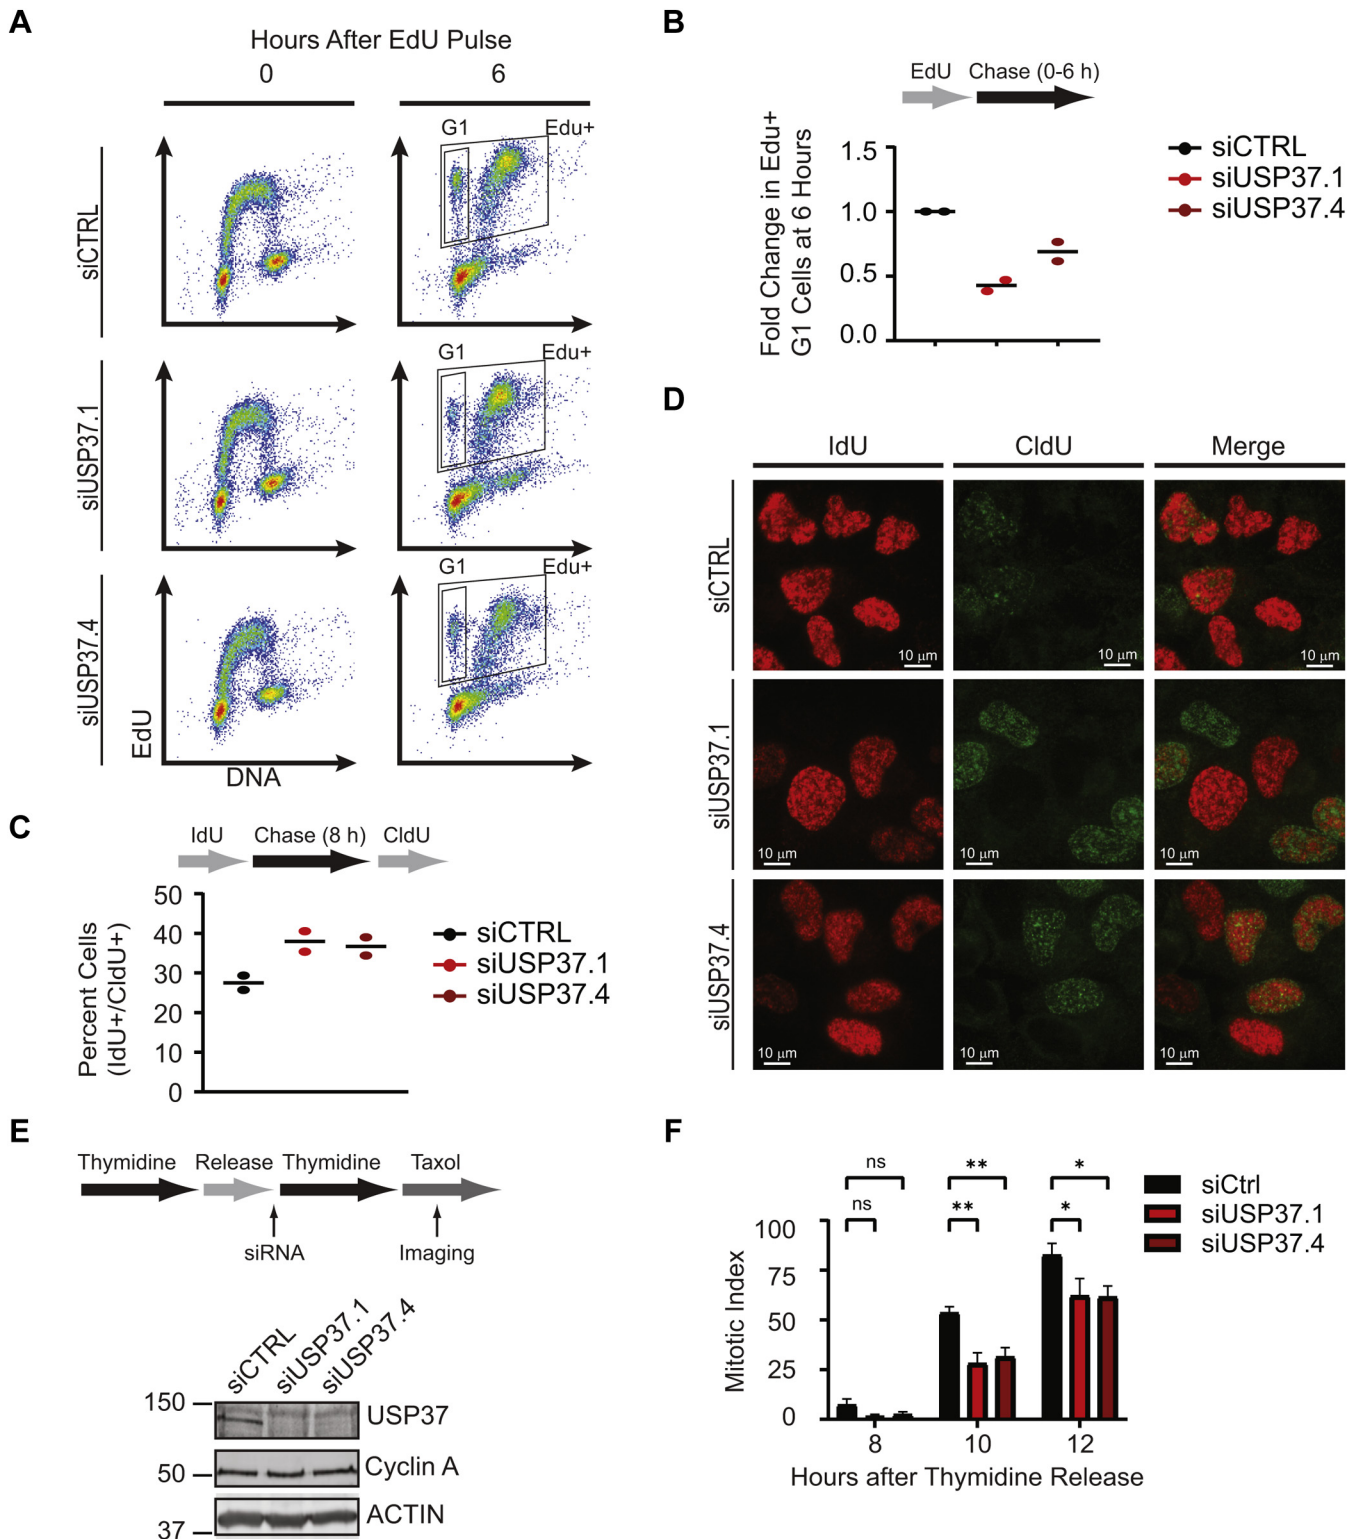 A
Hours After EdU Pulse
0
6
siCTRL
G1
Edu+
siUSP37.1
G1
Edu+
siUSP37.4
G1
Edu+
EdU
DNA
B
EdU
Chase (0-6 h)
Fold Change in Edu+
G1 Cells at 6 Hours
1.5
1.0
0.5
0.0
siCTRL
siUSP37.1
siUSP37.4
C
IdU
Chase (8 h)
CldU
Percent Cells
(IdU+/CldU+)
50
40
30
20
10
0
siCTRL
siUSP37.1
siUSP37.4
D
IdU
CldU
Merge
siCTRL
10 µm
10 µm
10 µm
siUSP37.1
10 µm
10 µm
10 µm
siUSP37.4
10 µm
10 µm
10 µm
E
Thymidine
Release
Thymidine
Taxol
siRNA
Imaging
siCTRL
siUSP37.1
siUSP37.4
150
USP37
50
Cyclin A
ACTIN
37
F
ns
**
*
ns
**
*
siCtrl
siUSP37.1
siUSP37.4
Mitotic Index
100
75
50
25
0
8
10
12
Hours after Thymidine Release